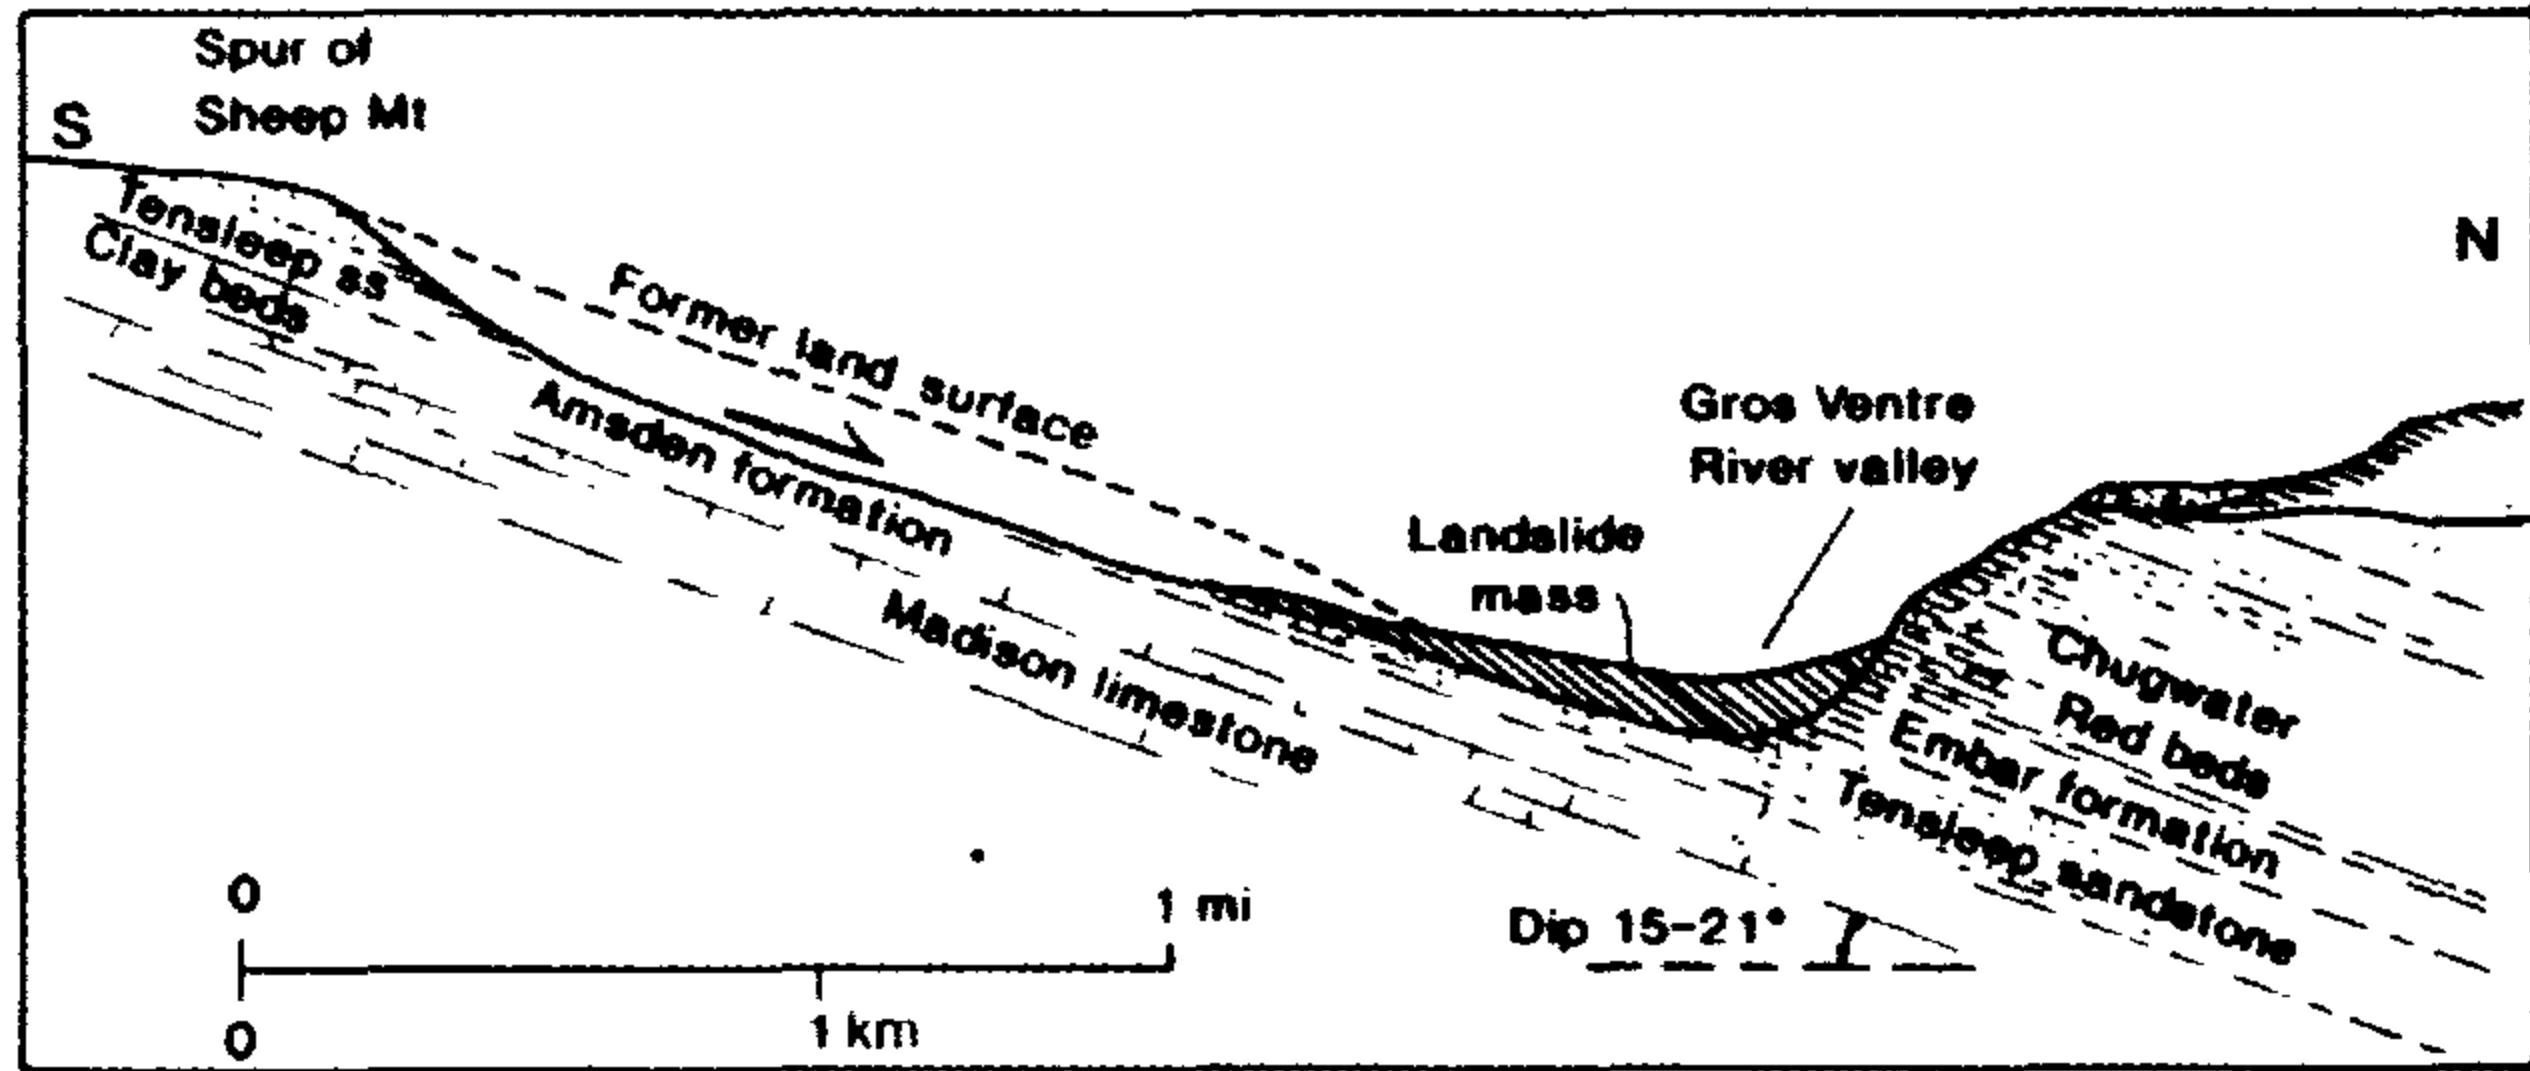 Spur of
Sheep Mt
S
N
Tensleep ss
Clay beds
Former land surface
Amsden formation
Madison limestone
Gros Ventre
River valley
Landslide
mass
Chugwater
Red beds
Embar formation
Tensleep sandstone
Dip 15-21°
0
1 mi
0
1 km